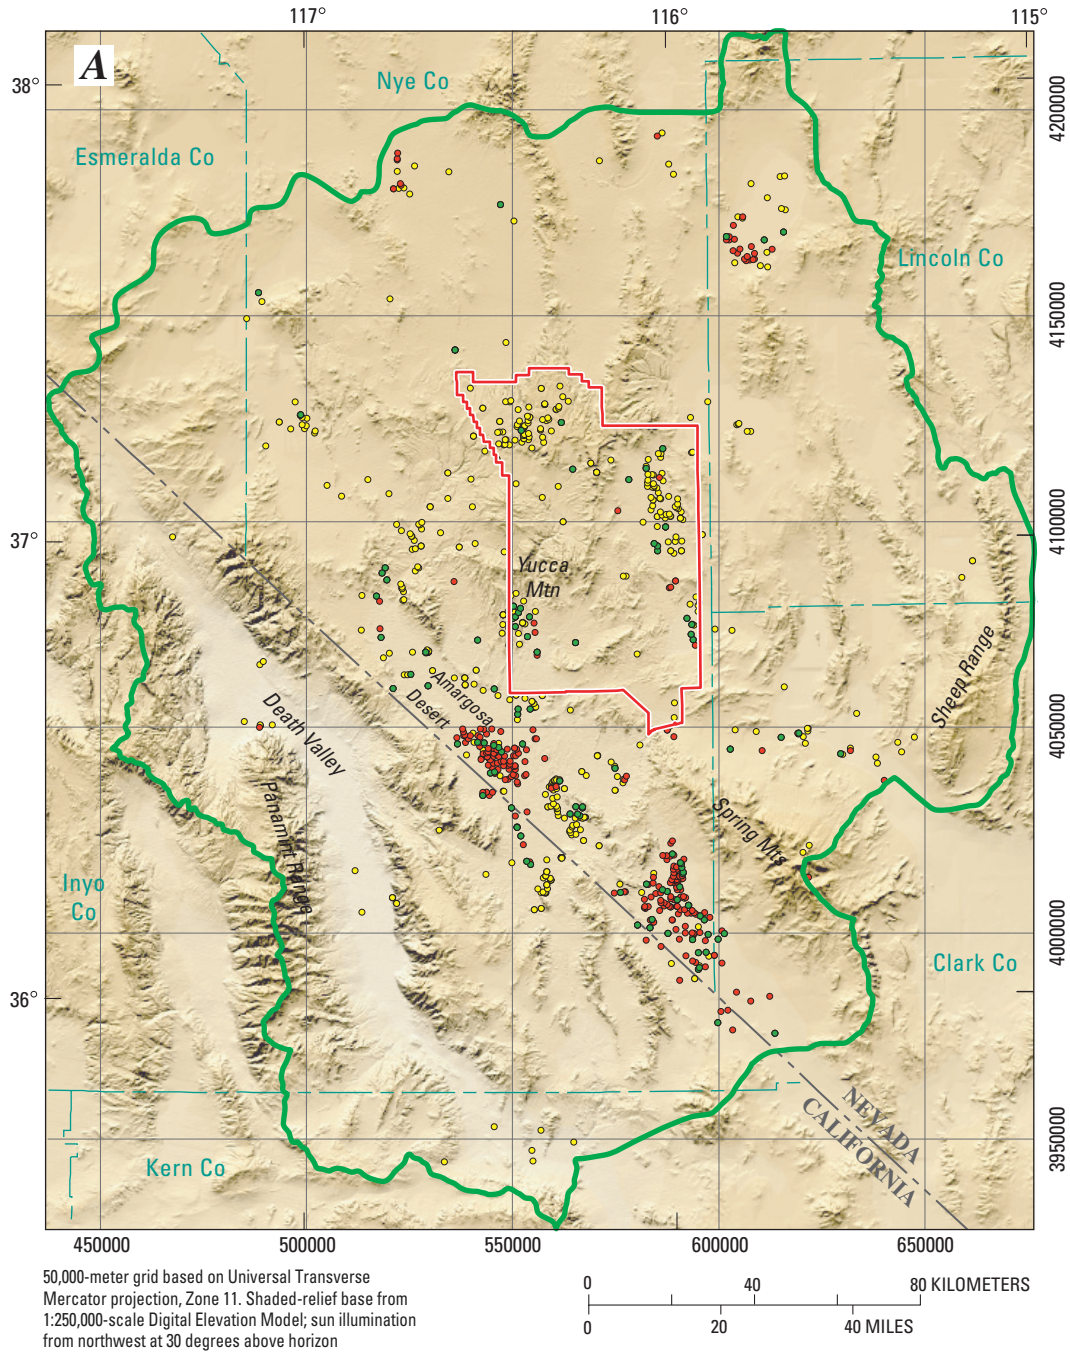 117°
116°
115°
A
38°
Nye Co
4200000
Esmeralda Co
Lincoln Co
4150000
37°
4100000
Yucca
Mtn
Sheep Range
Amargosa
Desert
Death Valley
4050000
Panamint Range
Spring Mts
Inyo
Co
4000000
Clark Co
36°
NEVADA
CALIFORNIA
3950000
Kern Co
450000
500000
550000
600000
650000
50,000-meter grid based on Universal Transverse
Mercator projection, Zone 11. Shaded-relief base from
1:250,000-scale Digital Elevation Model; sun illumination
from northwest at 30 degrees above horizon
0 40 80 KILOMETERS
0 20 40 MILES